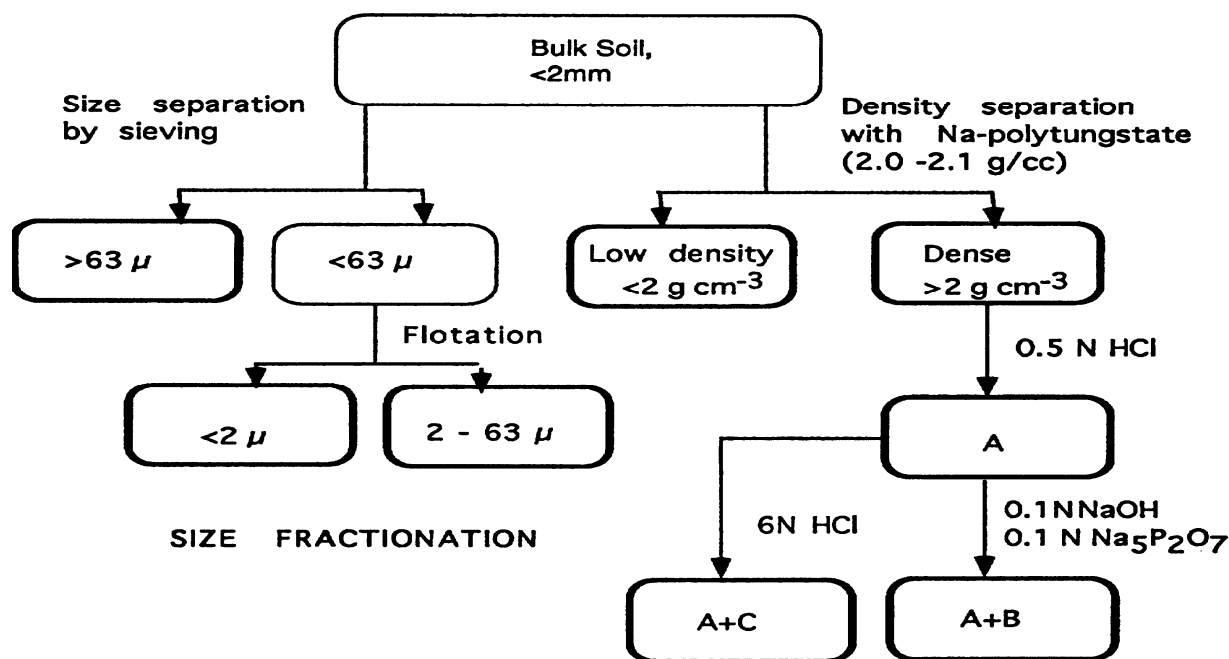 Bulk Soil,
<2mm
Size separation
by sieving
Density separation
with Na-polytungstate
(2.0 -2.1 g/cc)
>63 µ
<63 µ
Low density
<2 g cm-3
Dense
>2 g cm-3
Flotation
0.5 N HCl
<2 µ
2 - 63 µ
A
SIZE FRACTIONATION
6N HCl
0.1NNaOH
0.1 N Na5P2O7
A+C
A+B